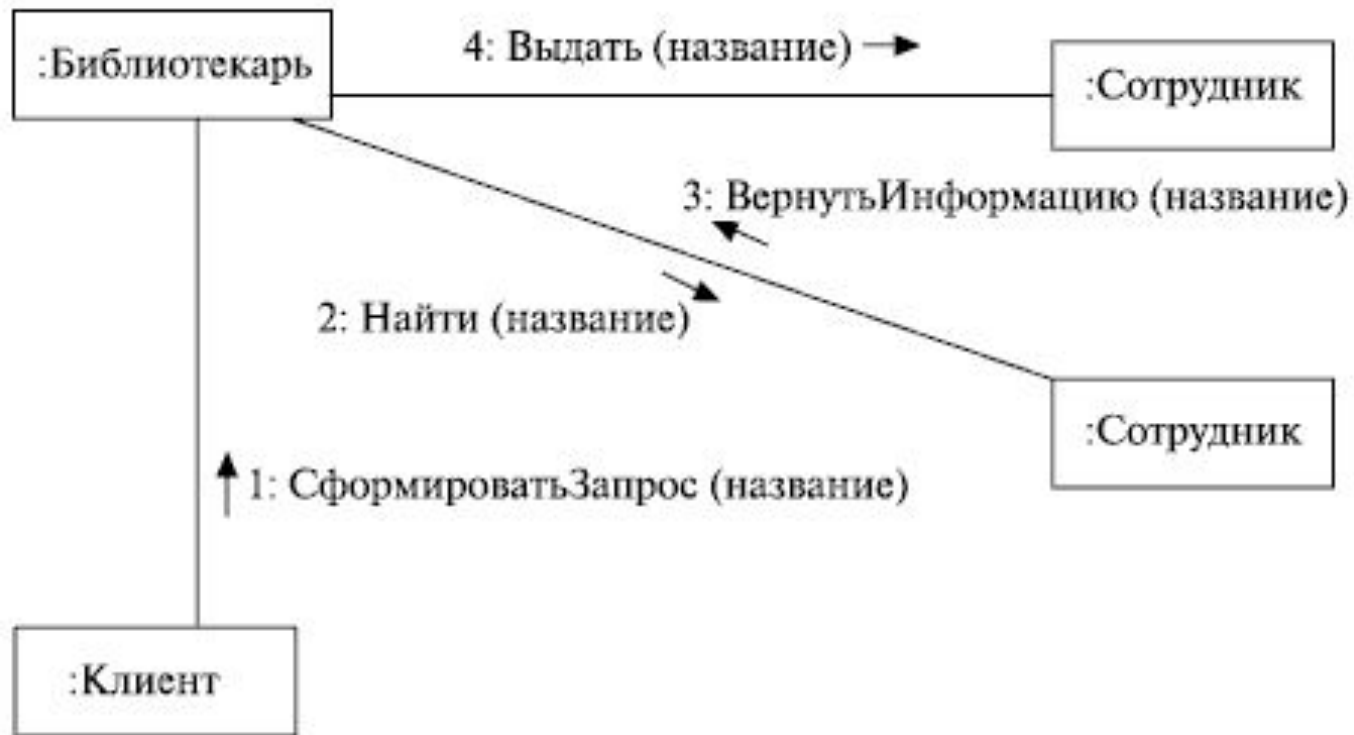 4: Выдать (название)
:Библиотекарь
:Сотрудник
3: ВернутьИнформацию (название)
2: Найти (название)
:Сотрудник
1: СформироватьЗапрос (название)
:Клиент